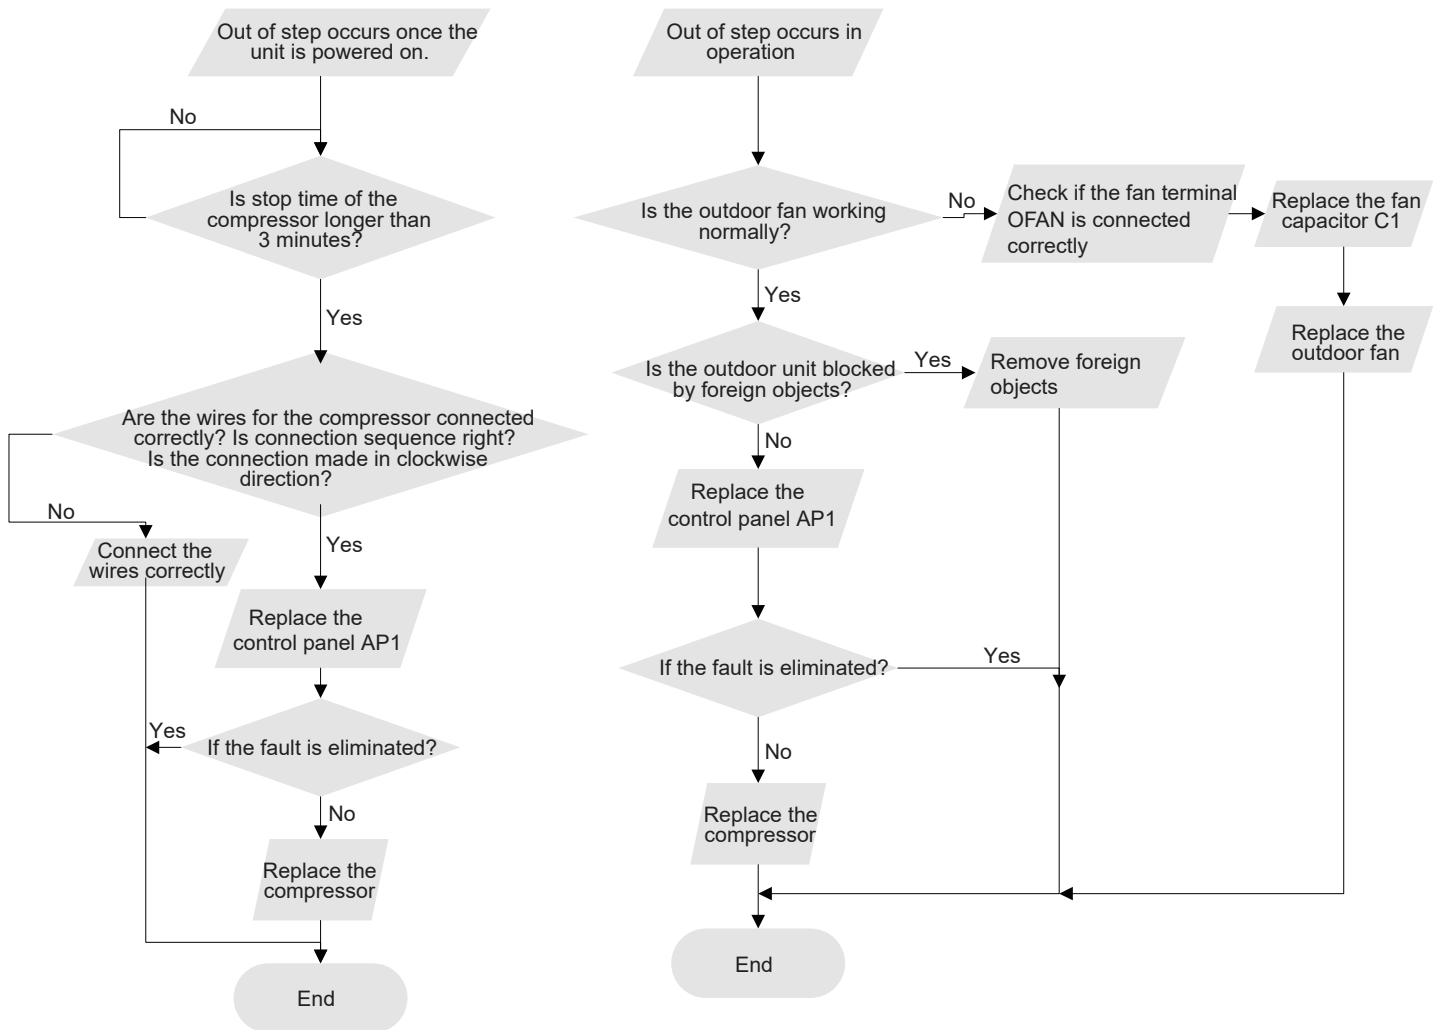 Out of step occurs once the
unit is powered on.
No
Is stop time of the
compressor longer than
3 minutes?
Yes
Are the wires for the compressor connected
correctly? Is connection sequence right?
Is the connection made in clockwise
direction?
No
Connect the
wires correctly
Yes
Replace the
control panel AP1
Yes
If the fault is eliminated?
No
Replace the
compressor
End
Out of step occurs in
operation
Is the outdoor fan working
normally?
No
Check if the fan terminal
OFAN is connected
correctly
Replace the fan
capacitor C1
Replace the
outdoor fan
Yes
Is the outdoor unit blocked
by foreign objects?
Yes
Remove foreign
objects
No
Replace the
control panel AP1
If the fault is eliminated?
Yes
No
Replace the
compressor
End